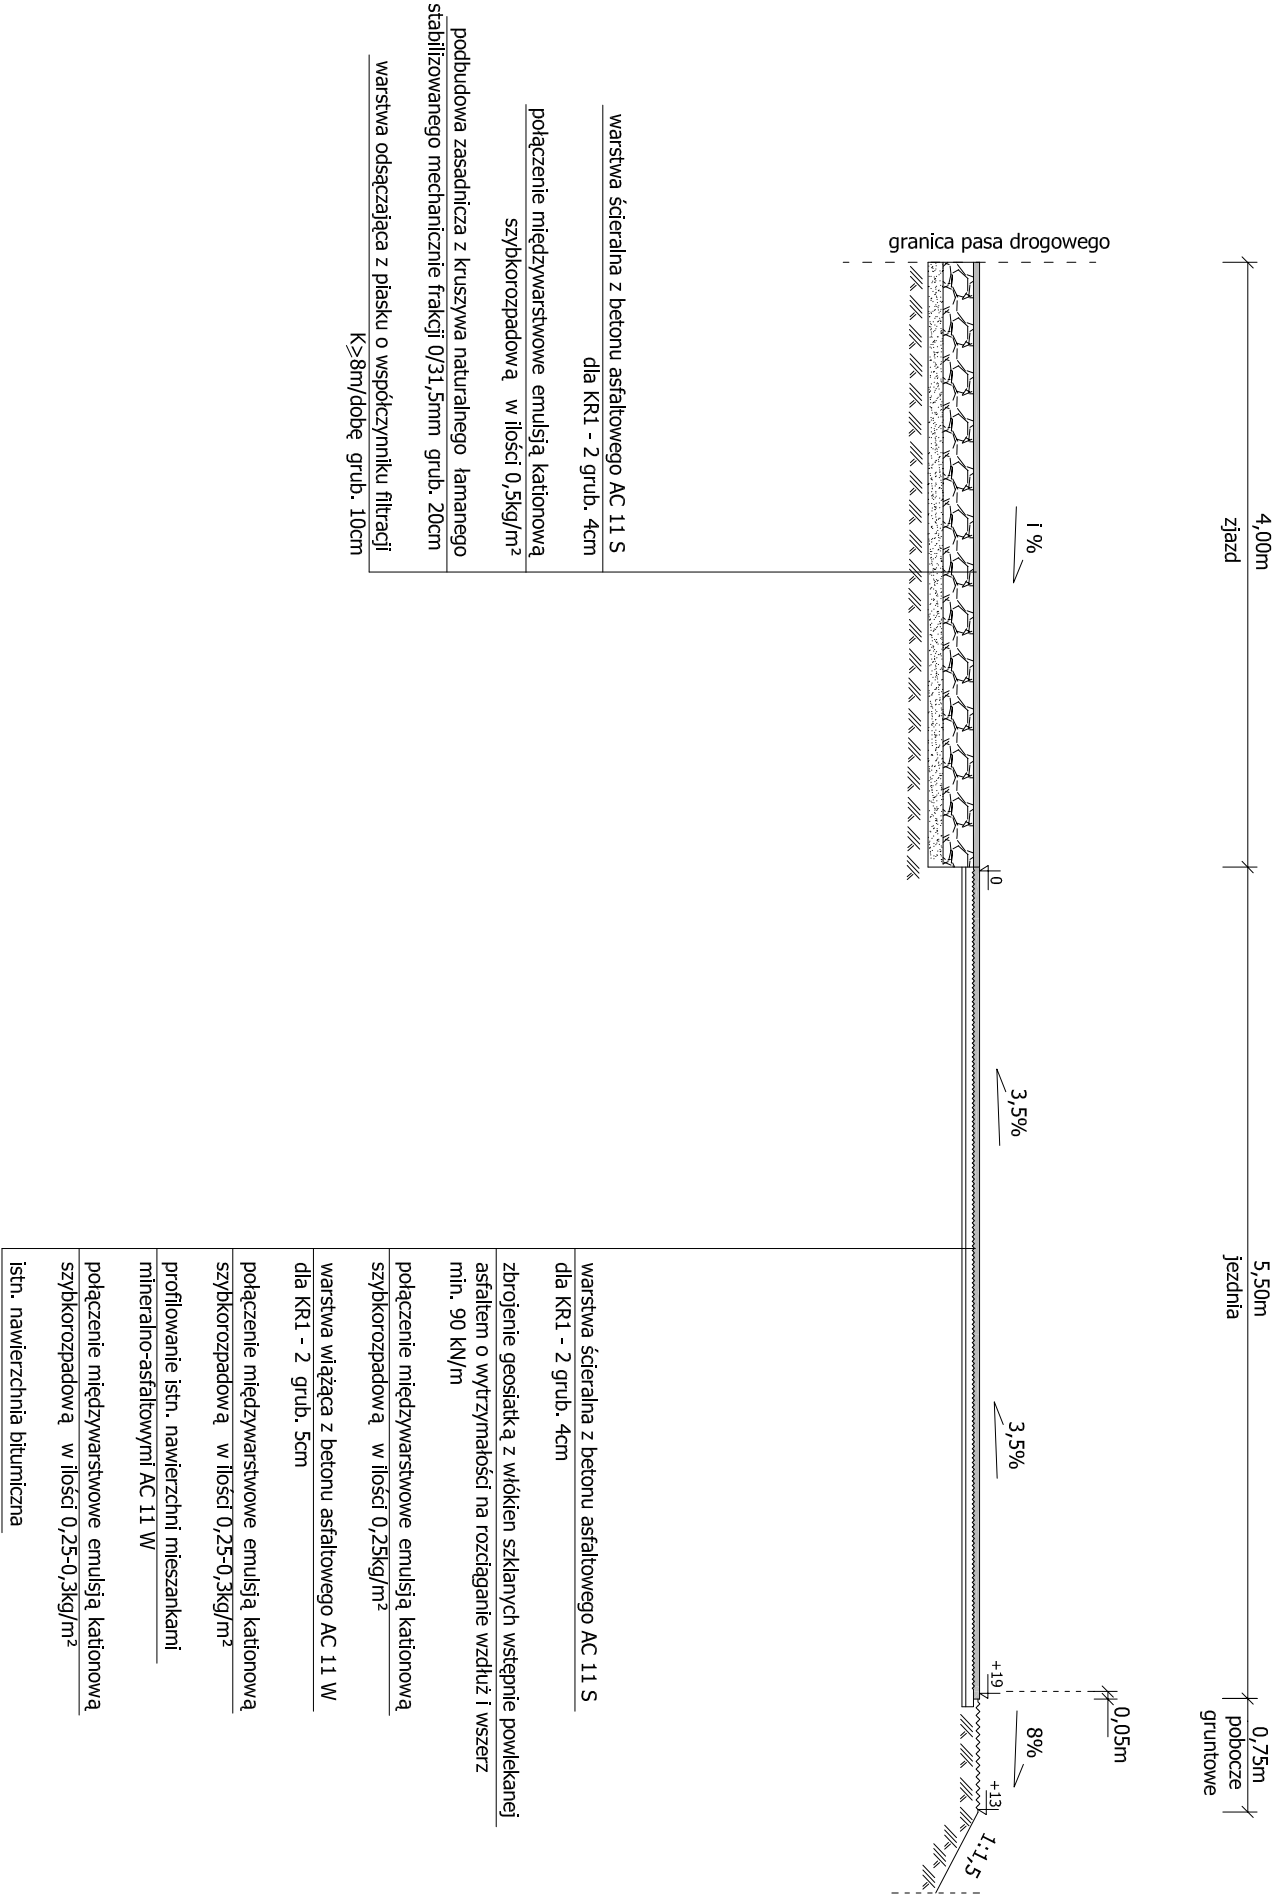 4,00m
zjazd
5,50m
jezdnia
0,75m
pobocze
gruntowe
0,05m
granica pasa drogowego
i %
3,5%
3,5%
8%
0
+19
+13
1:1,5
warstwa ścieralna z betonu asfaltowego AC 11 S
dla KR1 - 2 grub. 4cm
połączenie międzywarstwowe emulsją kationową
szybkorozpadową w ilości 0,5kg/m²
podbudowa zasadnicza z kruszywa naturalnego łamanego
stabilizowanego mechanicznie frakcji 0/31,5mm grub. 20cm
warstwa odsączająca z piasku o współczynniku filtracji
K≥8m/dobę grub. 10cm
warstwa ścieralna z betonu asfaltowego AC 11 S
dla KR1 - 2 grub. 4cm
zbrojenie geosiatką z włókien szklanych wstępnie powlekanej
asfaltem o wytrzymałości na rozciąganie wzdłuż i wszerz
min. 90 kN/m
połączenie międzywarstwowe emulsją kationową
szybkorozpadową w ilości 0,25kg/m²
warstwa wiążąca z betonu asfaltowego AC 11 W
dla KR1 - 2 grub. 5cm
połączenie międzywarstwowe emulsją kationową
szybkorozpadową w ilości 0,25-0,3kg/m²
profilowanie istn. nawierzchni mieszankami
mineralno-asfaltowymi AC 11 W
połączenie międzywarstwowe emulsją kationową
szybkorozpadową w ilości 0,25-0,3kg/m²
istn. nawierzchnia bitumiczna